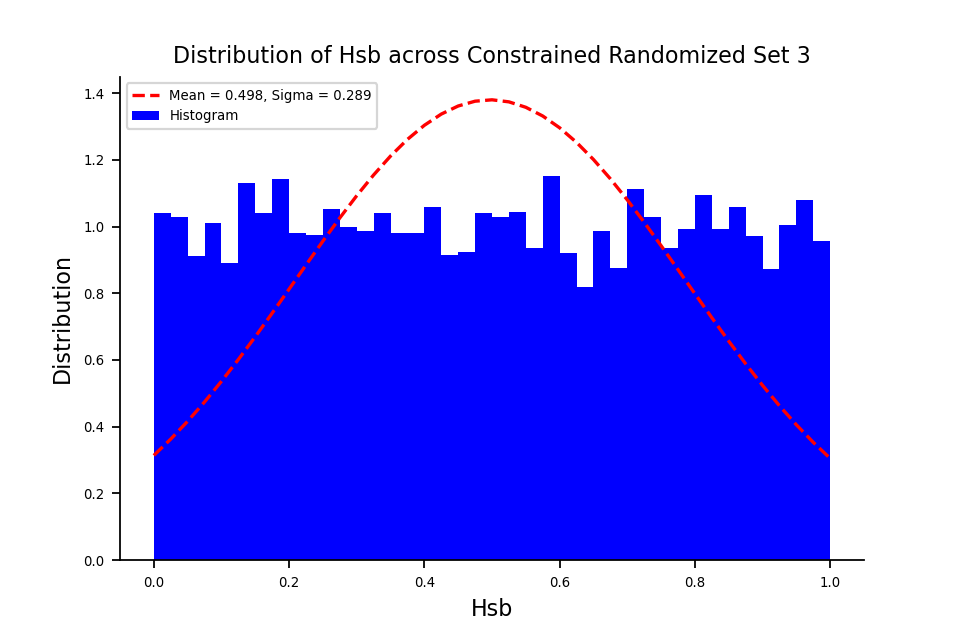 Distribution of Hsb across Constrained Randomized Set 3
Mean = 0.498, Sigma = 0.289
Histogram
Distribution
1.4
1.2
1.0
0.8
0.6
0.4
0.2
0.0
0.0 0.2 0.4 0.6 0.8 1.0
Hsb